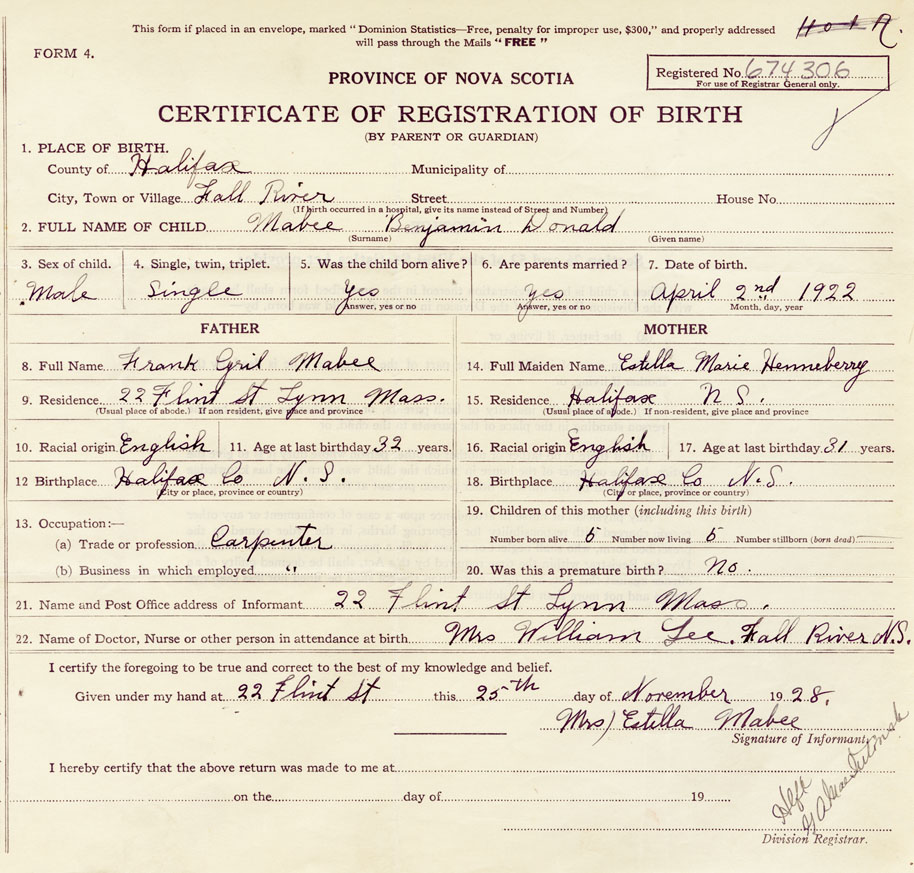 This form if placed in an envelope, marked "Dominion Statistics—Free, penalty for improper use, $300," and properly addressed
will pass through the Mails "FREE"
FORM 4.
Registered No. 674306
For use of Registrar General only.
PROVINCE OF NOVA SCOTIA
CERTIFICATE OF REGISTRATION OF BIRTH
(BY PARENT OR GUARDIAN)
1. PLACE OF BIRTH.
County of Halifax Municipality of
City, Town or Village Fall River Street House No.
(If birth occurred in a hospital, give its name instead of Street and Number)
2. FULL NAME OF CHILD Mabee Benjamin Donald
(Surname) (Given name)
3. Sex of child. 4. Single, twin, triplet. 5. Was the child born alive? 6. Are parents married? 7. Date of birth.
Male Single Yes Yes April 2nd 1922
Answer, yes or no Answer, yes or no Month, day, year
FATHER MOTHER
8. Full Name Frank Gril Mabee 14. Full Maiden Name Estella Marie Henneberry
9. Residence 22 Flint St Lynn Mass. 15. Residence Halifax N S.
(Usual place of abode.) If non resident, give place and province (Usual place of abode.) If non-resident, give place and province
10. Racial origin English 11. Age at last birthday 32 years. 16. Racial origin English 17. Age at last birthday 31 years.
12 Birthplace Halifax Co N.S. 18. Birthplace Halifax Co N.S.
(City or place, province or country) (City or place, province or country)
19. Children of this mother (including this birth)
13. Occupation:—
(a) Trade or profession Carpenter Number born alive 5 Number now living 5 Number stillborn (born dead)
(b) Business in which employed " 20. Was this a premature birth? No.
21. Name and Post Office address of Informant 22 Flint St Lynn Mass.
22. Name of Doctor, Nurse or other person in attendance at birth Mrs William Lee. Fall River N.S.
I certify the foregoing to be true and correct to the best of my knowledge and belief.
Given under my hand at 22 Flint St this 25th day of November 1928.
Mrs) Estella Mabee
Signature of Informant.
I hereby certify that the above return was made to me at
on the day of 19
Division Registrar.